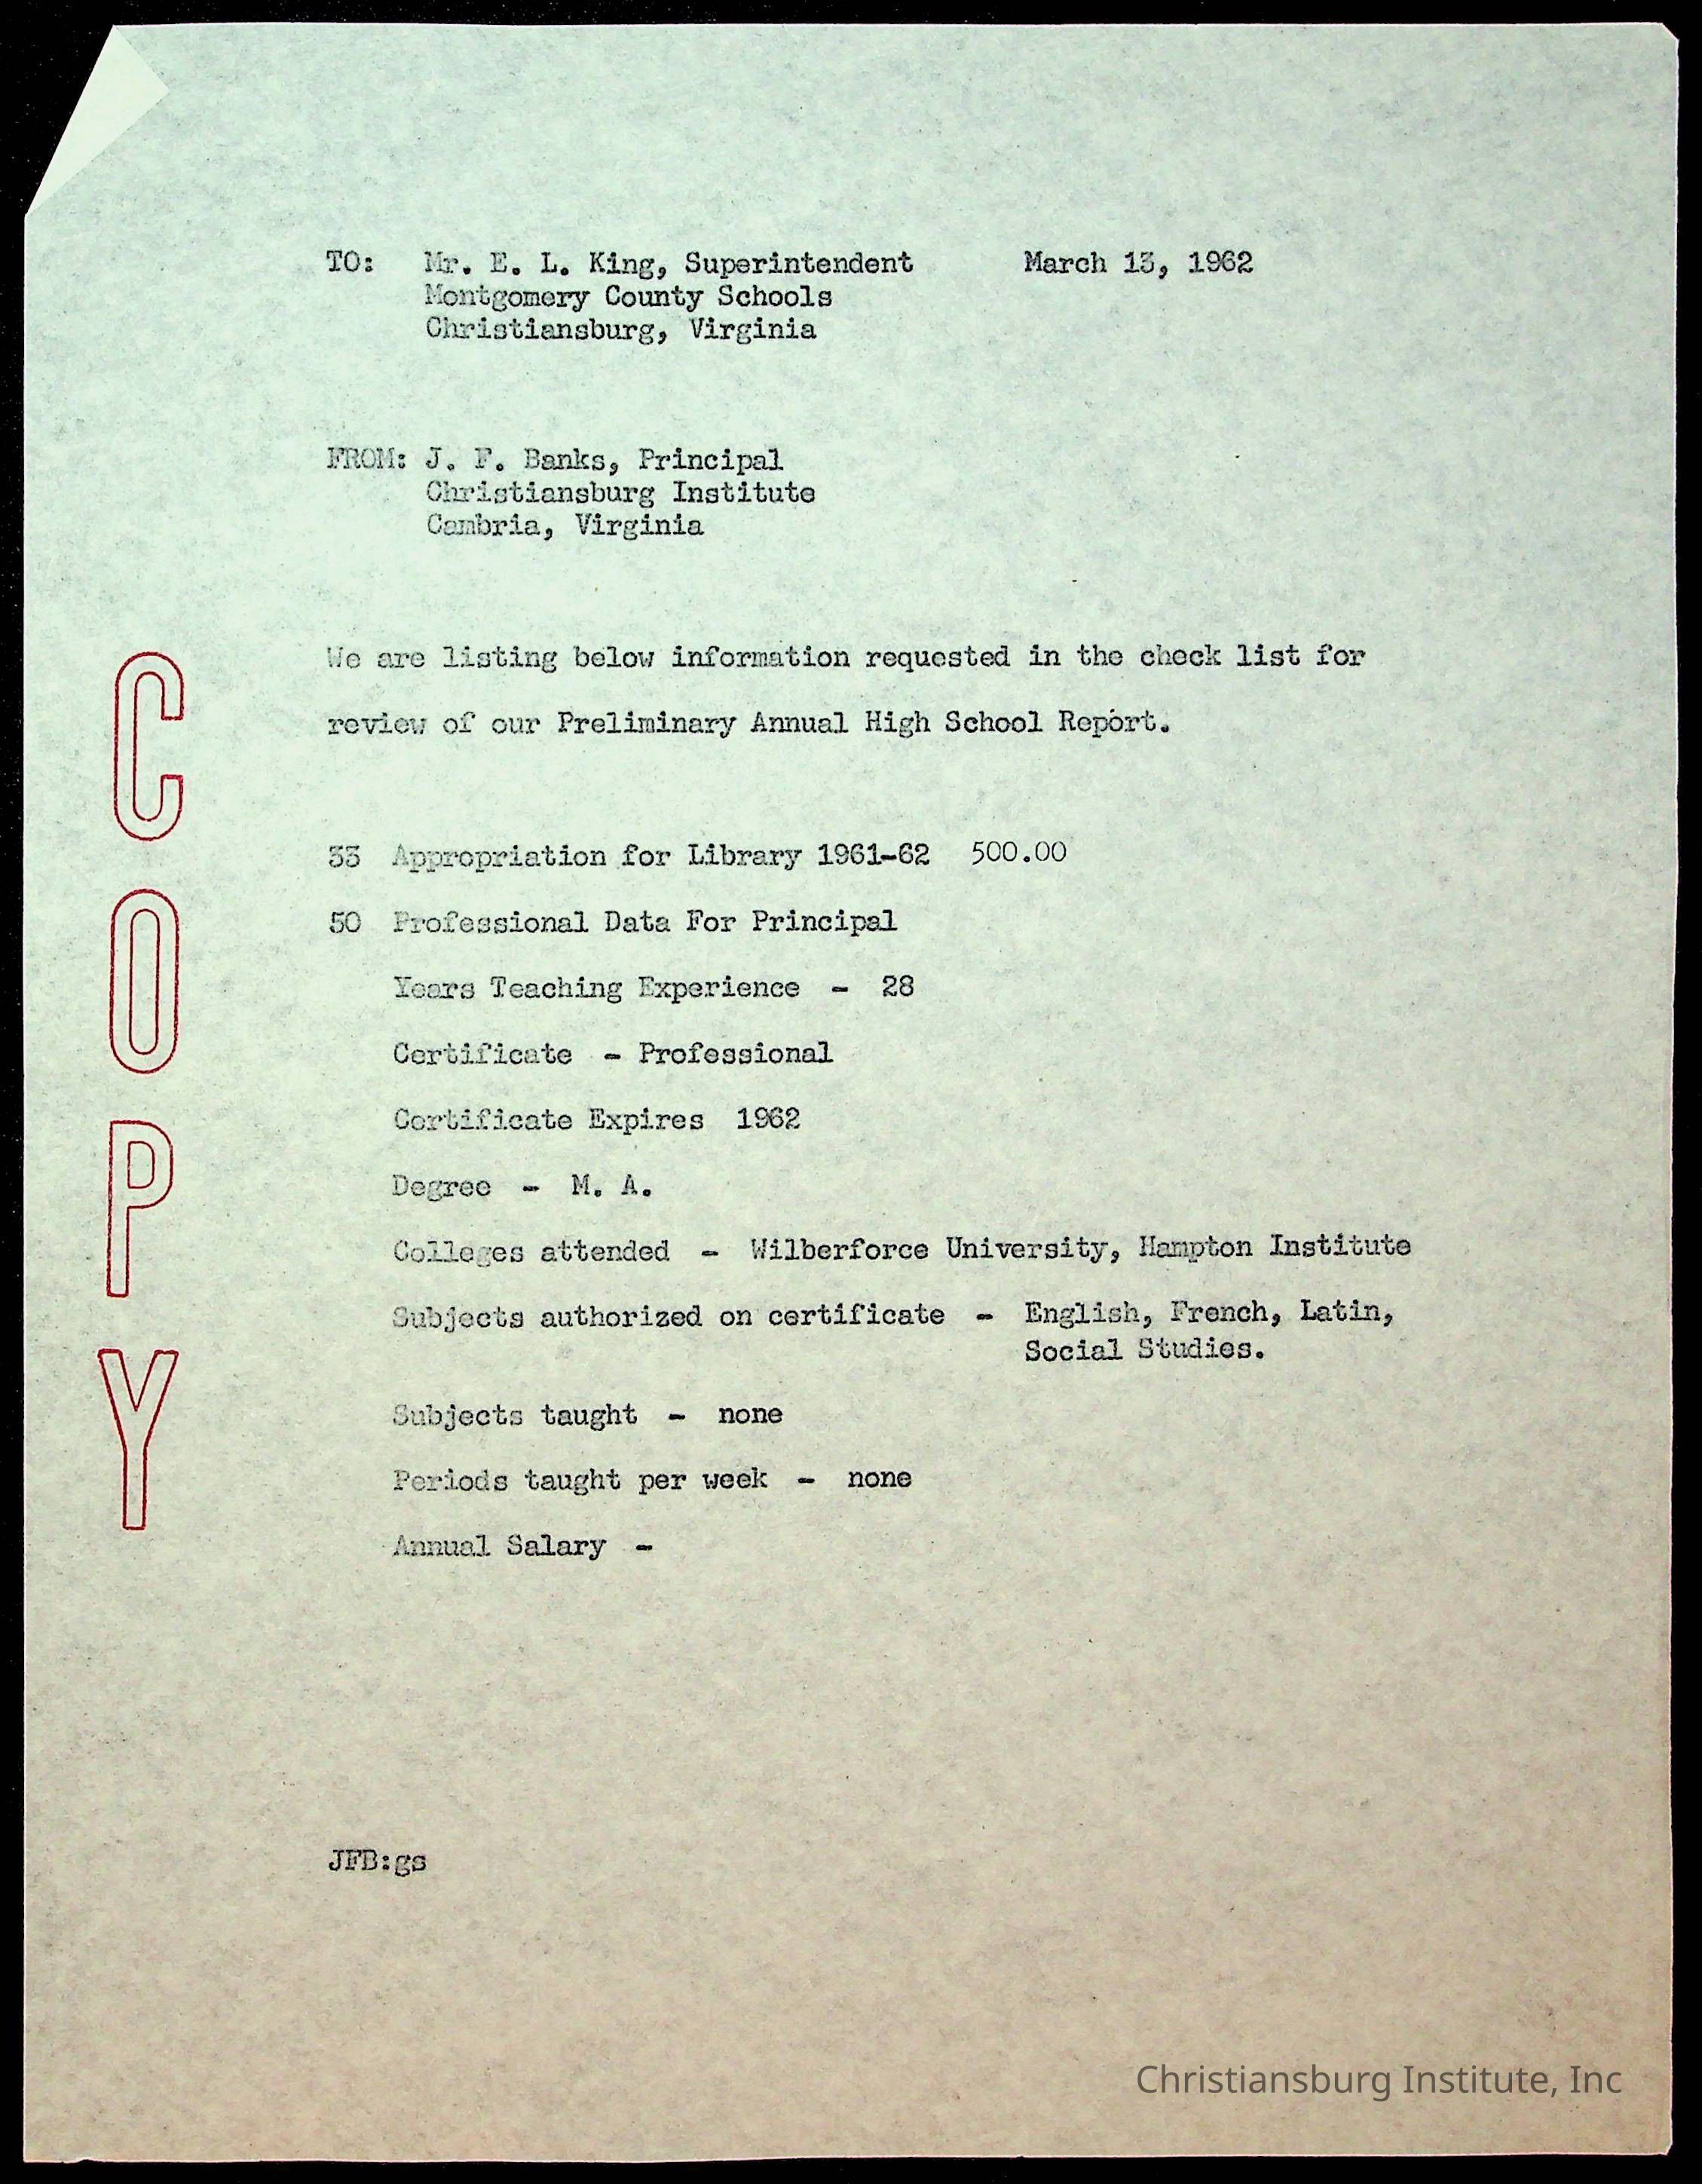 TO: Mr. E. L. King, Superintendent March 13, 1962
Montgomery County Schools
Christiansburg, Virginia
FROM: J. F. Banks, Principal
Christiansburg Institute
Cambria, Virginia
We are listing below information requested in the check list for
review of our Preliminary Annual High School Report.
33 Appropriation for Library 1961-62 500.00
50 Professional Data For Principal
Years Teaching Experience - 28
Certificate - Professional
Certificate Expires 1962
Degree - M. A.
Colleges attended - Wilberforce University, Hampton Institute
Subjects authorized on certificate - English, French, Latin,
Social Studies.
Subjects taught - none
Periods taught per week - none
Annual Salary -
JFB:gs
COPY
Christiansburg Institute, Inc